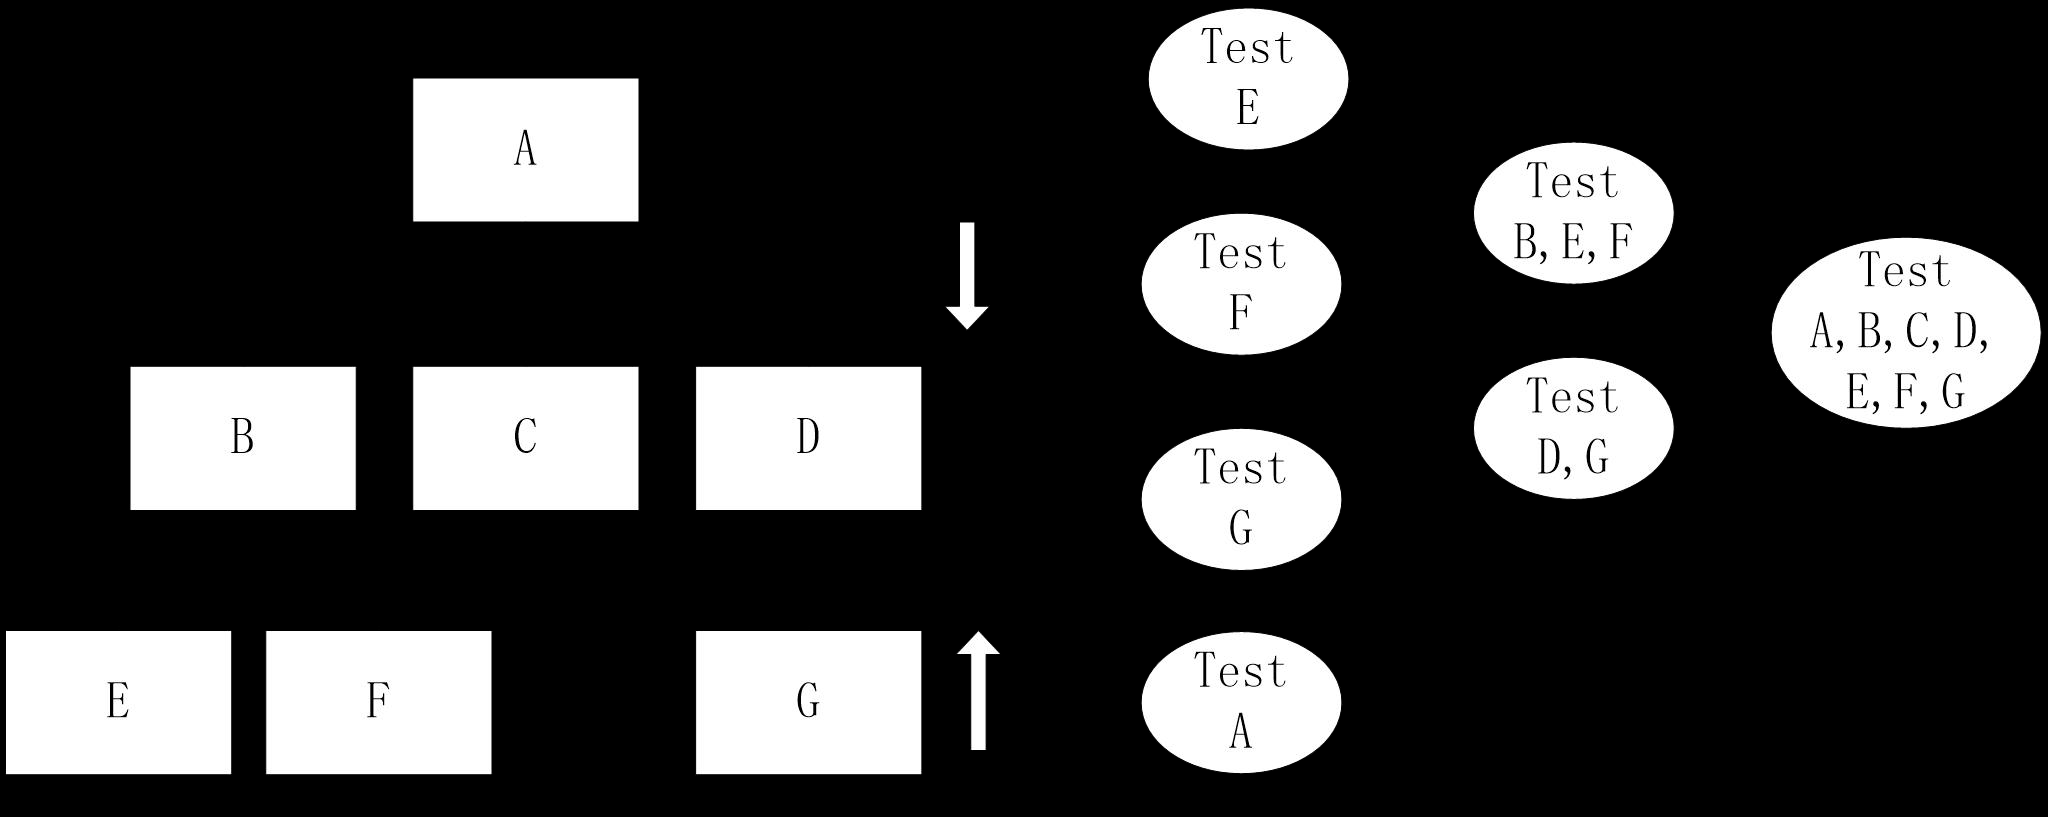 A
B
C
D
E
F
G
Test
E
Test
F
Test
G
Test
A
Test
B, E, F
Test
D, G
Test
A, B, C, D,
E, F, G